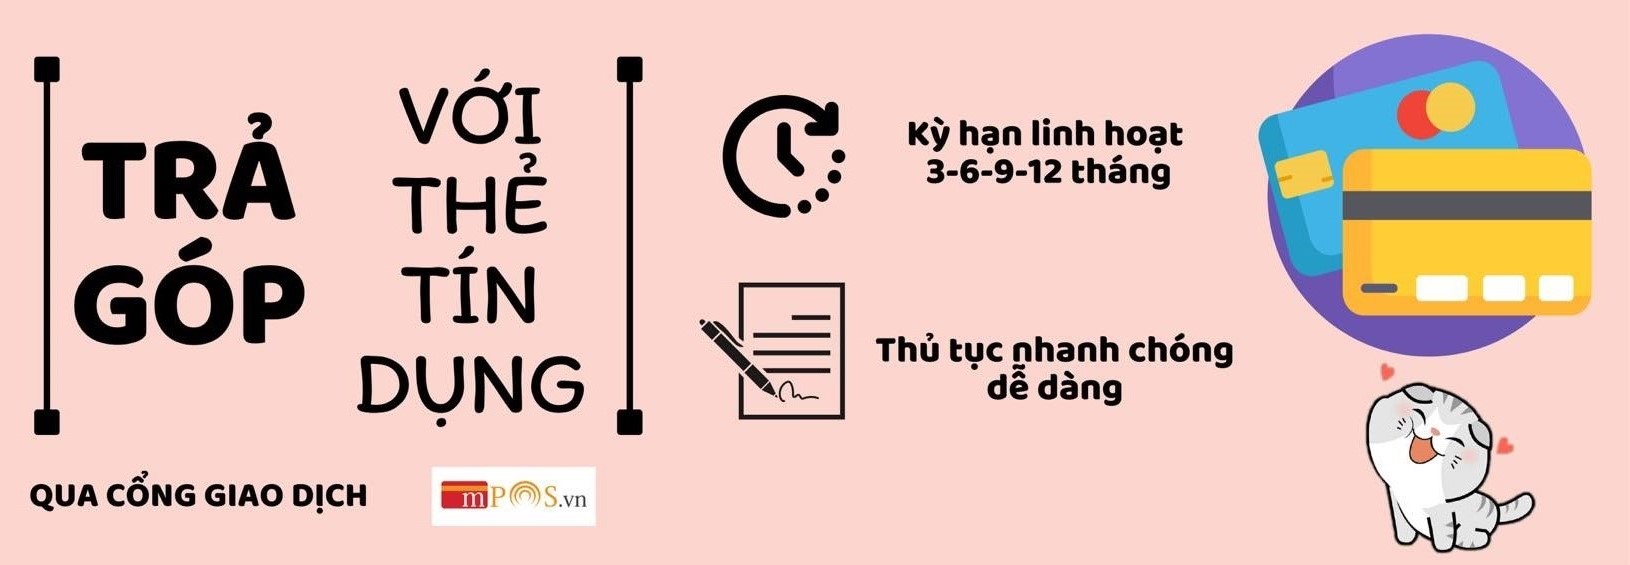 TRẢ
GÓP
VỚI
THẺ
TÍN
DỤNG
QUA CỔNG GIAO DỊCH
mPOS.vn
Kỳ hạn linh hoạt
3-6-9-12 tháng
Thủ tục nhanh chóng
dễ dàng